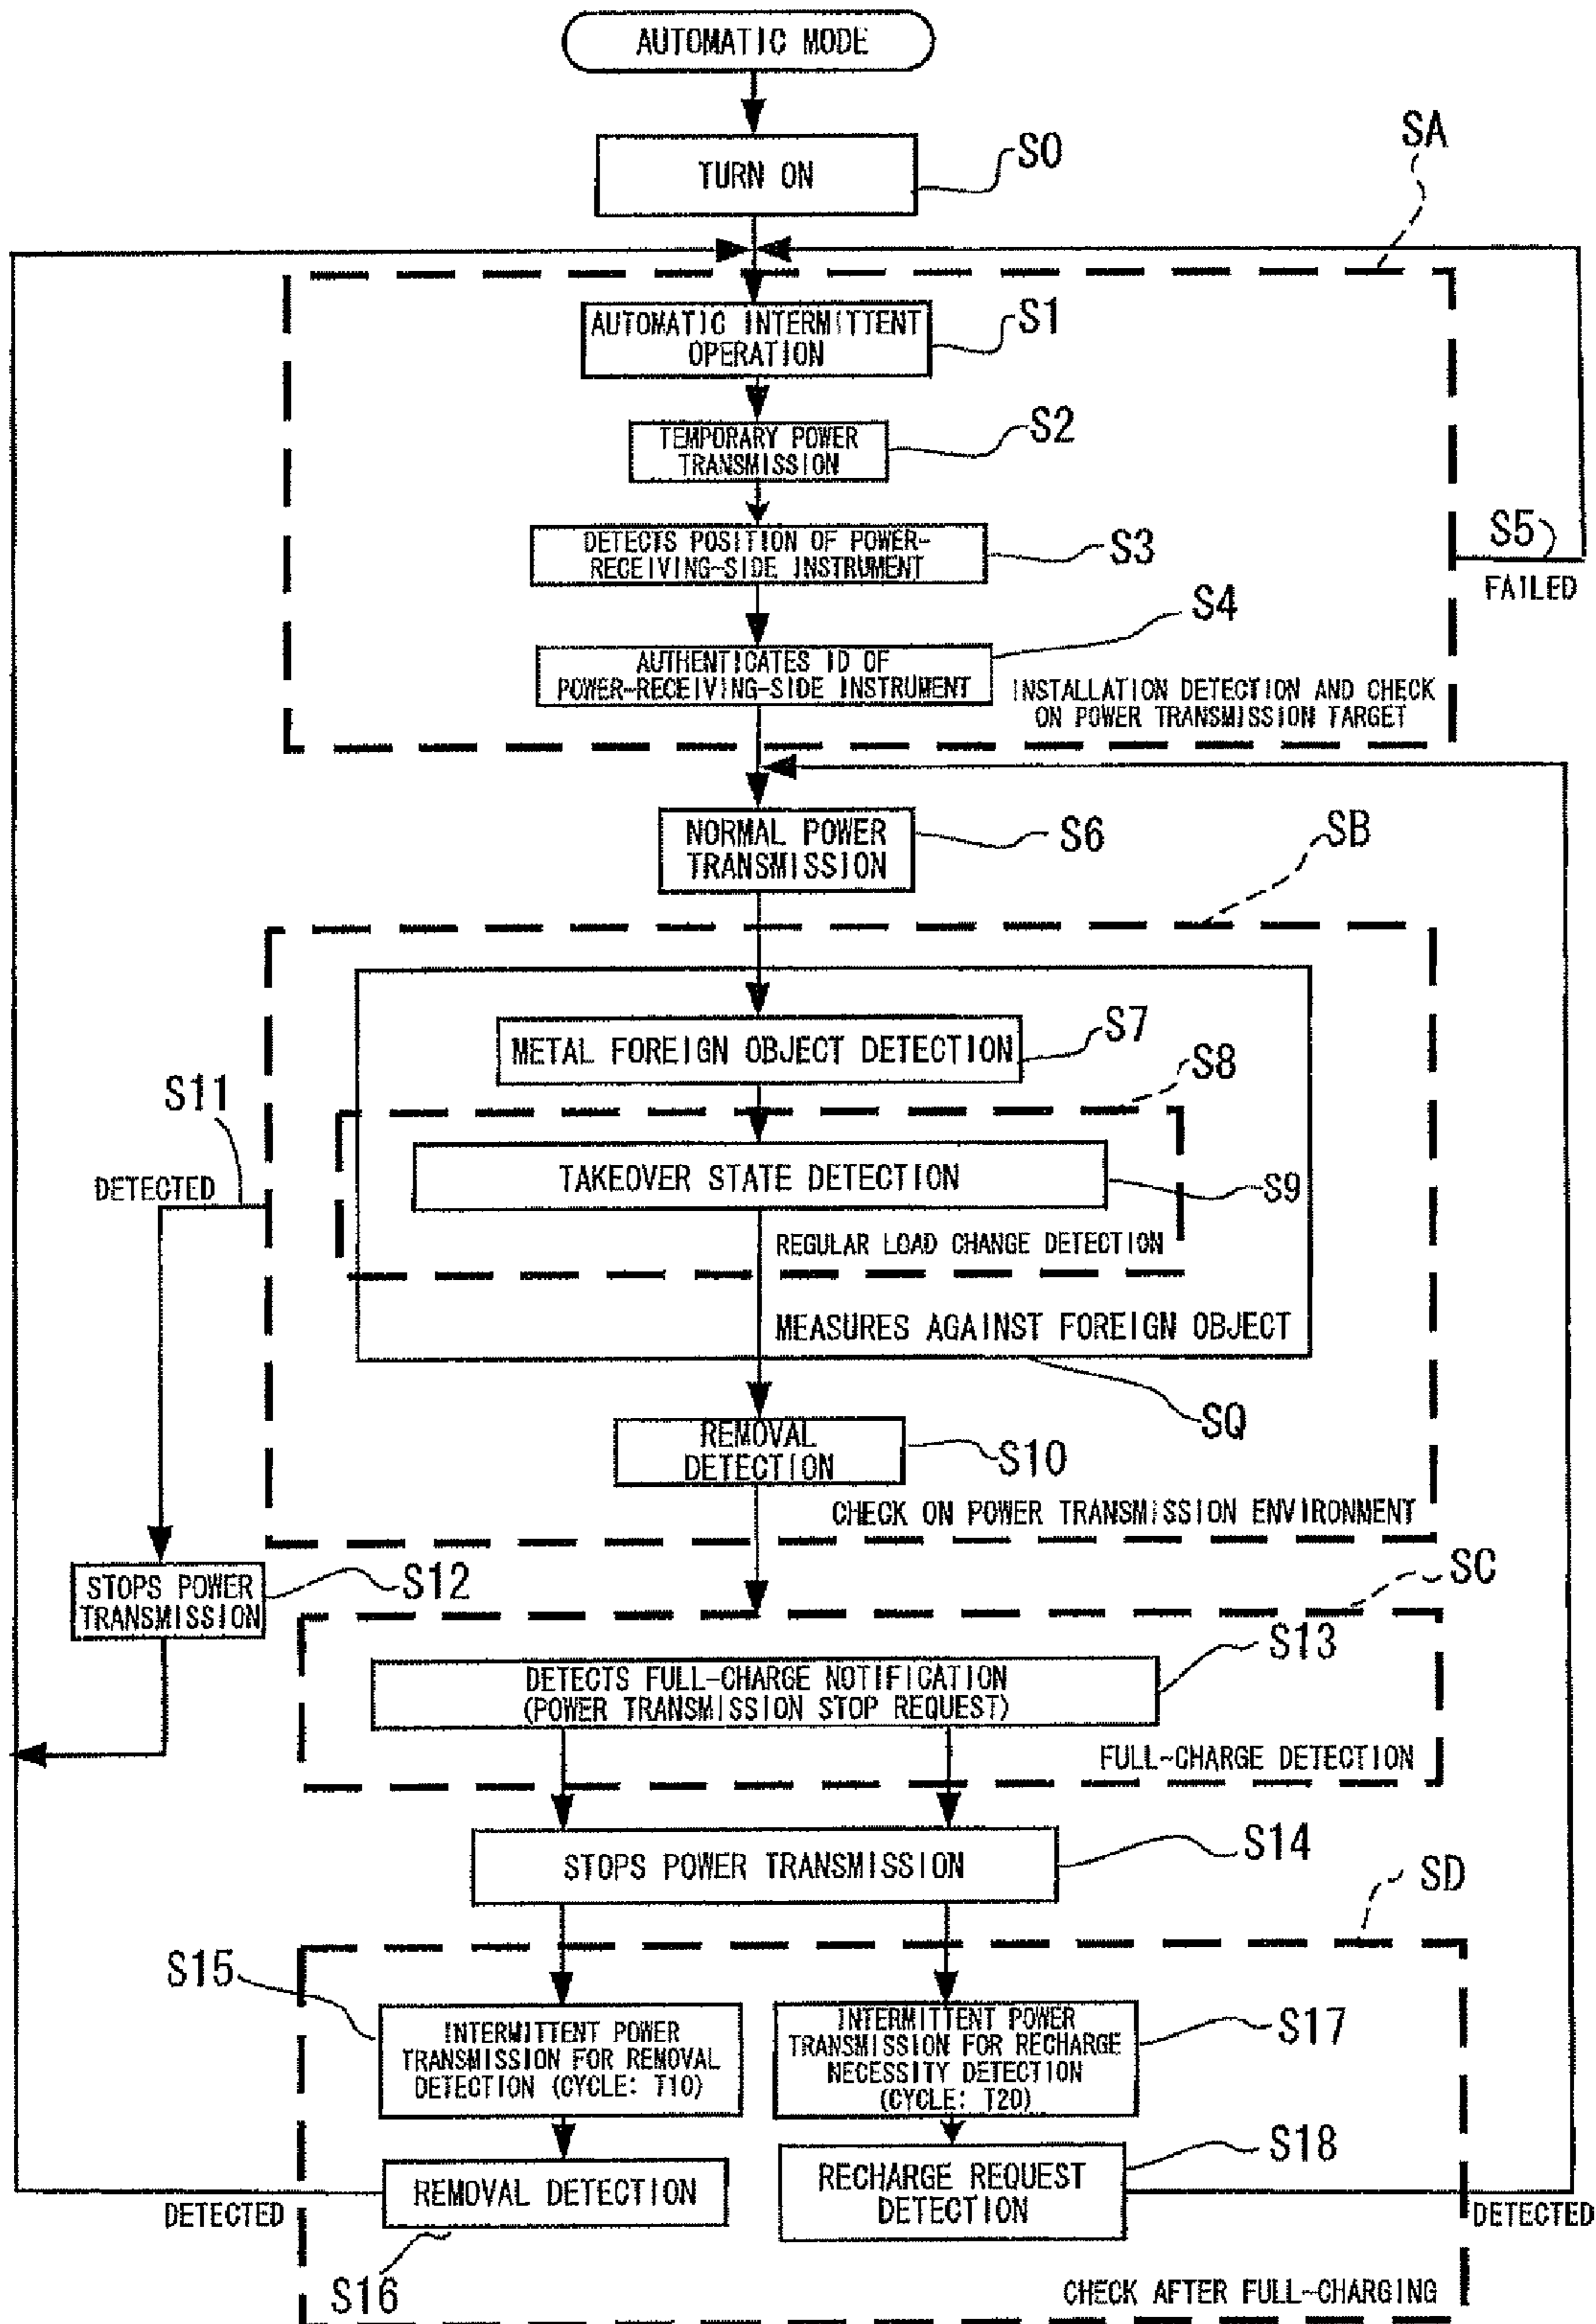 AUTOMATIC MODE
TURN ON
S0
SA
AUTOMATIC INTERMITTENT
OPERATION
S1
TEMPORARY POWER
TRANSMISSION
S2
DETECTS POSITION OF POWER-
RECEIVING-SIDE INSTRUMENT
S3
S5
FAILED
AUTHENTICATES ID OF
POWER-RECEIVING-SIDE INSTRUMENT
S4
INSTALLATION DETECTION AND CHECK
ON POWER TRANSMISSION TARGET
NORMAL POWER
TRANSMISSION
S6
SB
METAL FOREIGN OBJECT DETECTION
S7
S8
S11
DETECTED
TAKEOVER STATE DETECTION
S9
REGULAR LOAD CHANGE DETECTION
MEASURES AGAINST FOREIGN OBJECT
SQ
REMOVAL
DETECTION
S10
CHECK ON POWER TRANSMISSION ENVIRONMENT
STOPS POWER
TRANSMISSION
S12
SC
DETECTS FULL-CHARGE NOTIFICATION
(POWER TRANSMISSION STOP REQUEST)
S13
FULL-CHARGE DETECTION
STOPS POWER TRANSMISSION
S14
SD
S15
INTERMITTENT POWER
TRANSMISSION FOR REMOVAL
DETECTION (CYCLE: T10)
INTERMITTENT POWER
TRANSMISSION FOR RECHARGE
NECESSITY DETECTION
(CYCLE: T20)
S17
REMOVAL DETECTION
DETECTED
S16
RECHARGE REQUEST
DETECTION
S18
DETECTED
CHECK AFTER FULL-CHARGING